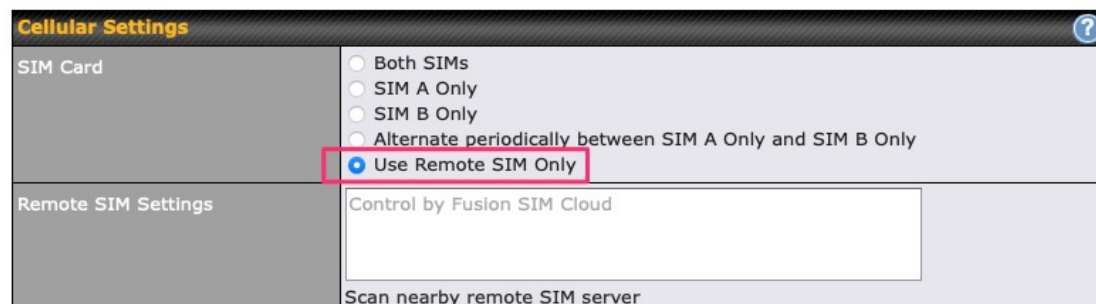 Cellular Settings
?
SIM Card
Both SIMs
SIM A Only
SIM B Only
Alternate periodically between SIM A Only and SIM B Only
Use Remote SIM Only
Remote SIM Settings
Control by Fusion SIM Cloud
Scan nearby remote SIM server